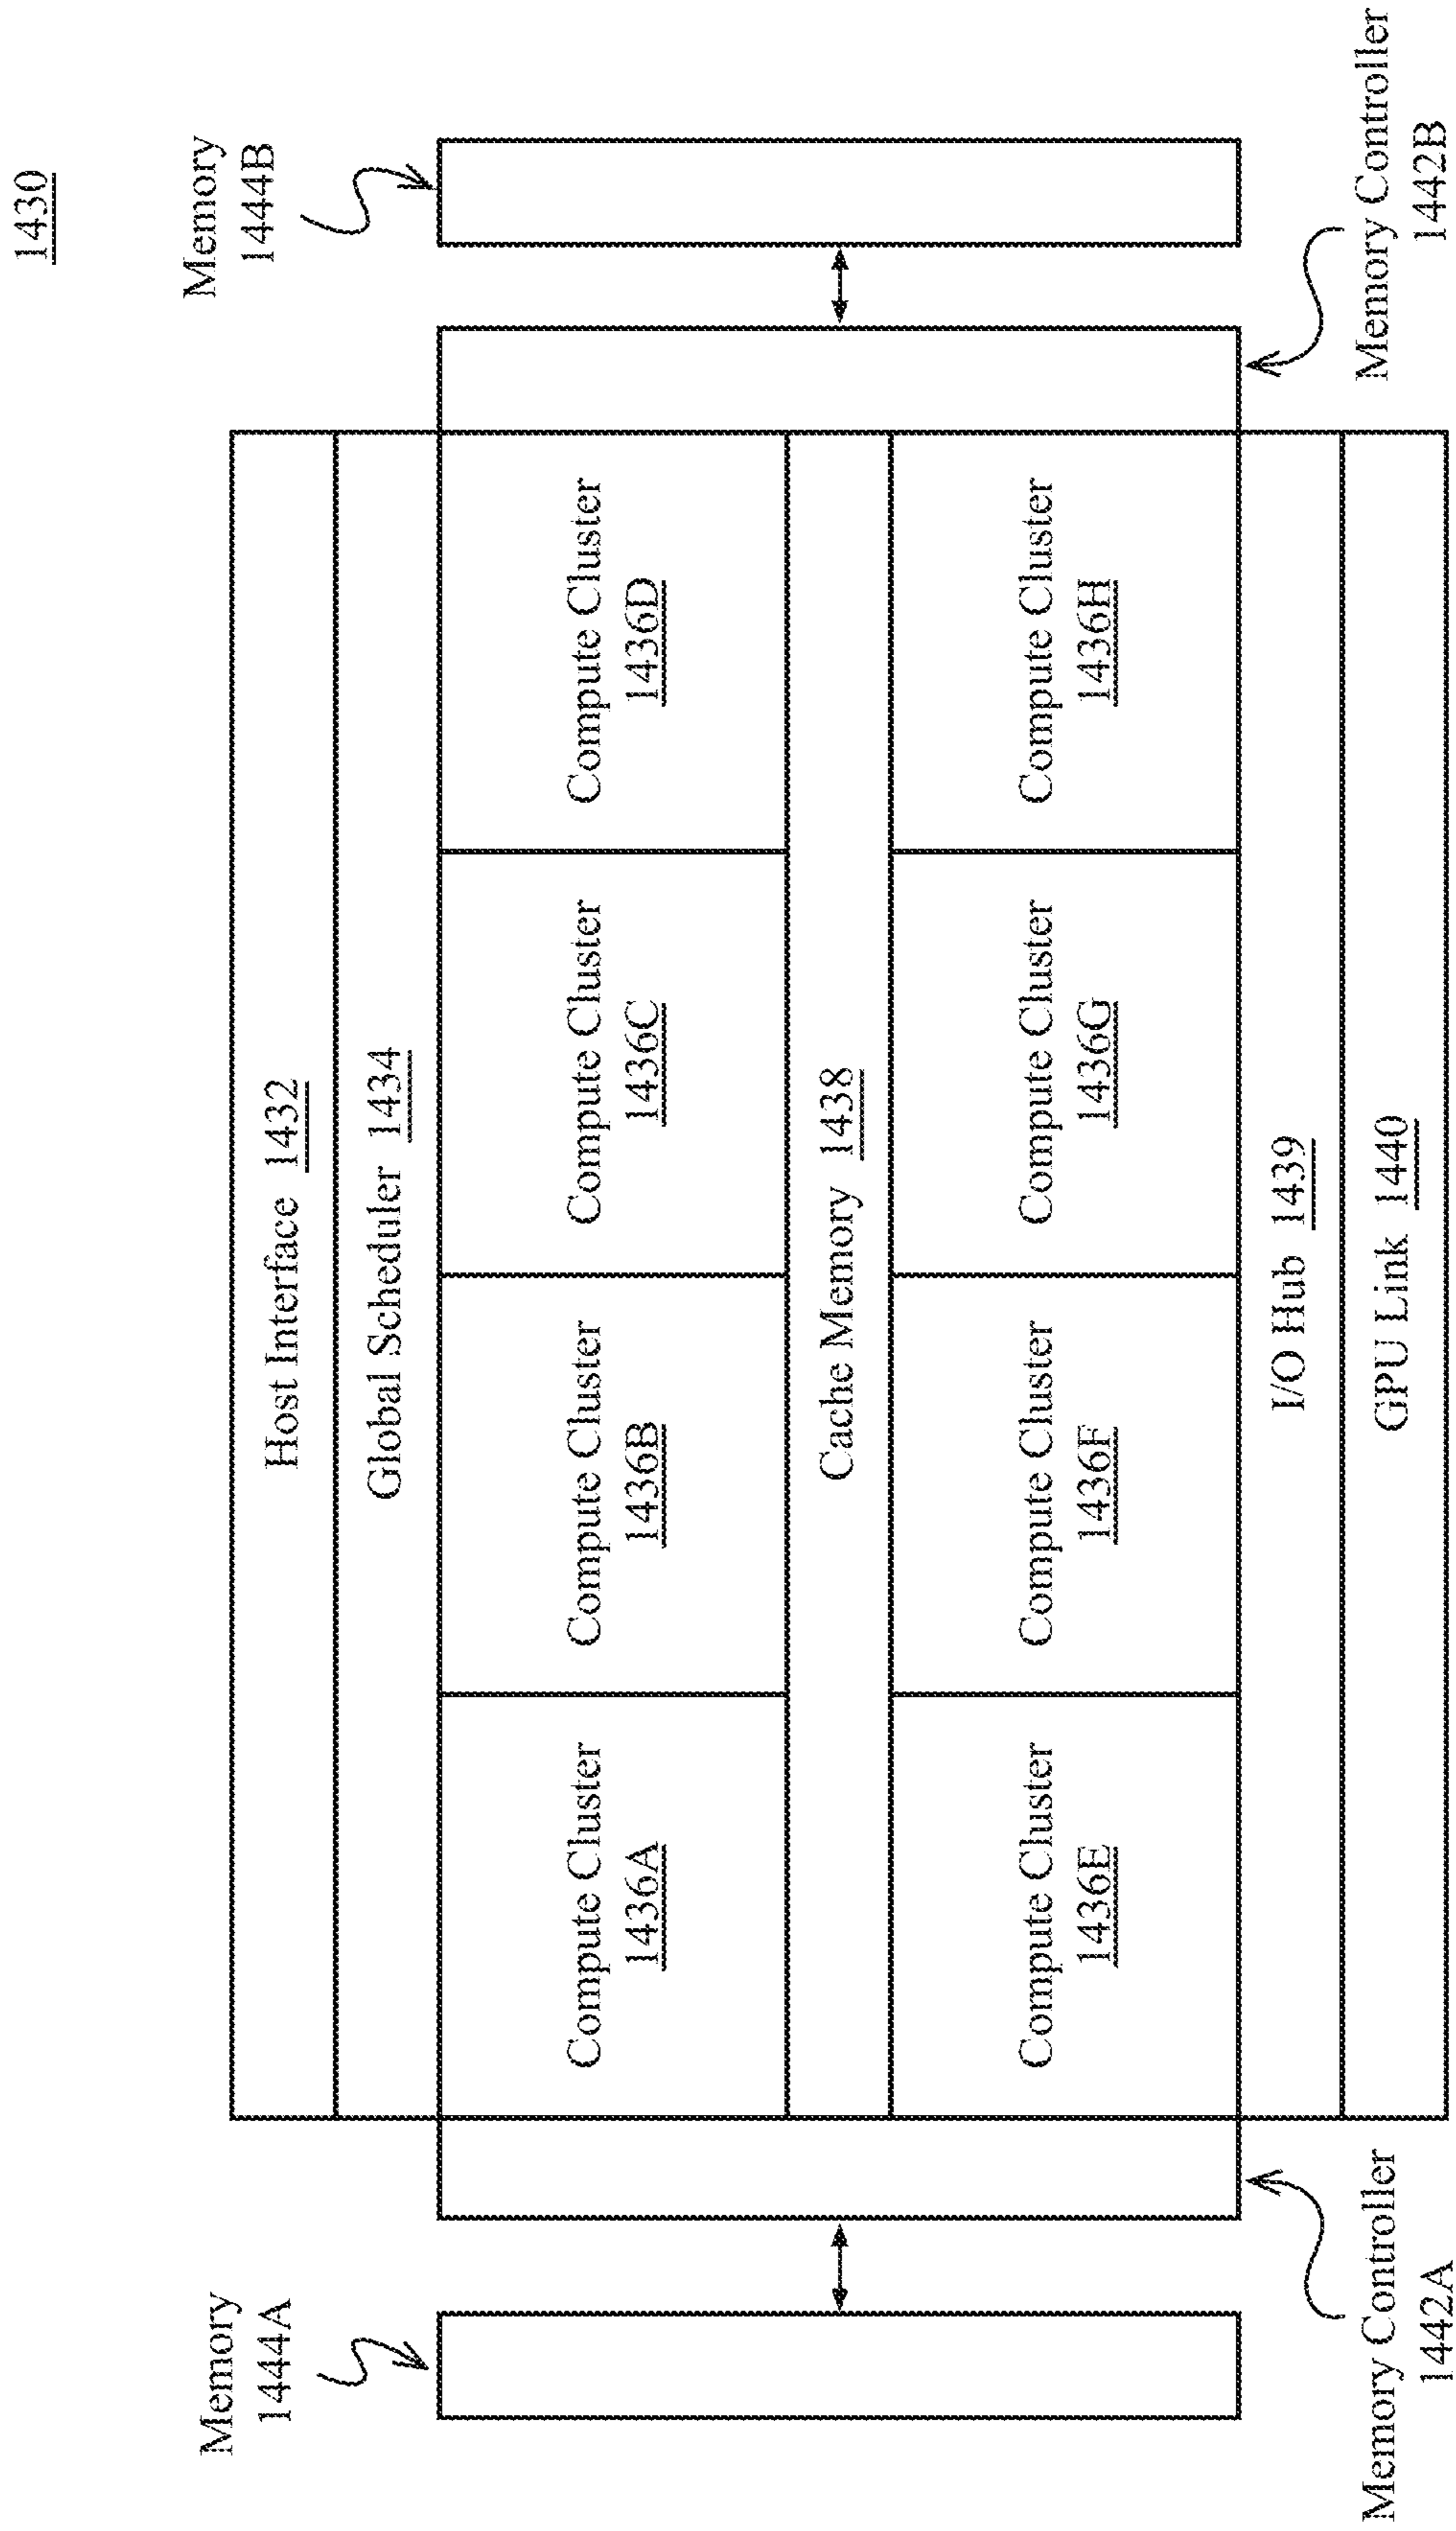 1430
Memory
1444A
Memory
1444B
Host Interface 1432
Global Scheduler 1434
Compute Cluster
1436A
Compute Cluster
1436B
Compute Cluster
1436C
Compute Cluster
1436D
Cache Memory 1438
Compute Cluster
1436E
Compute Cluster
1436F
Compute Cluster
1436G
Compute Cluster
1436H
I/O Hub 1439
GPU Link 1440
Memory Controller
1442A
Memory Controller
1442B